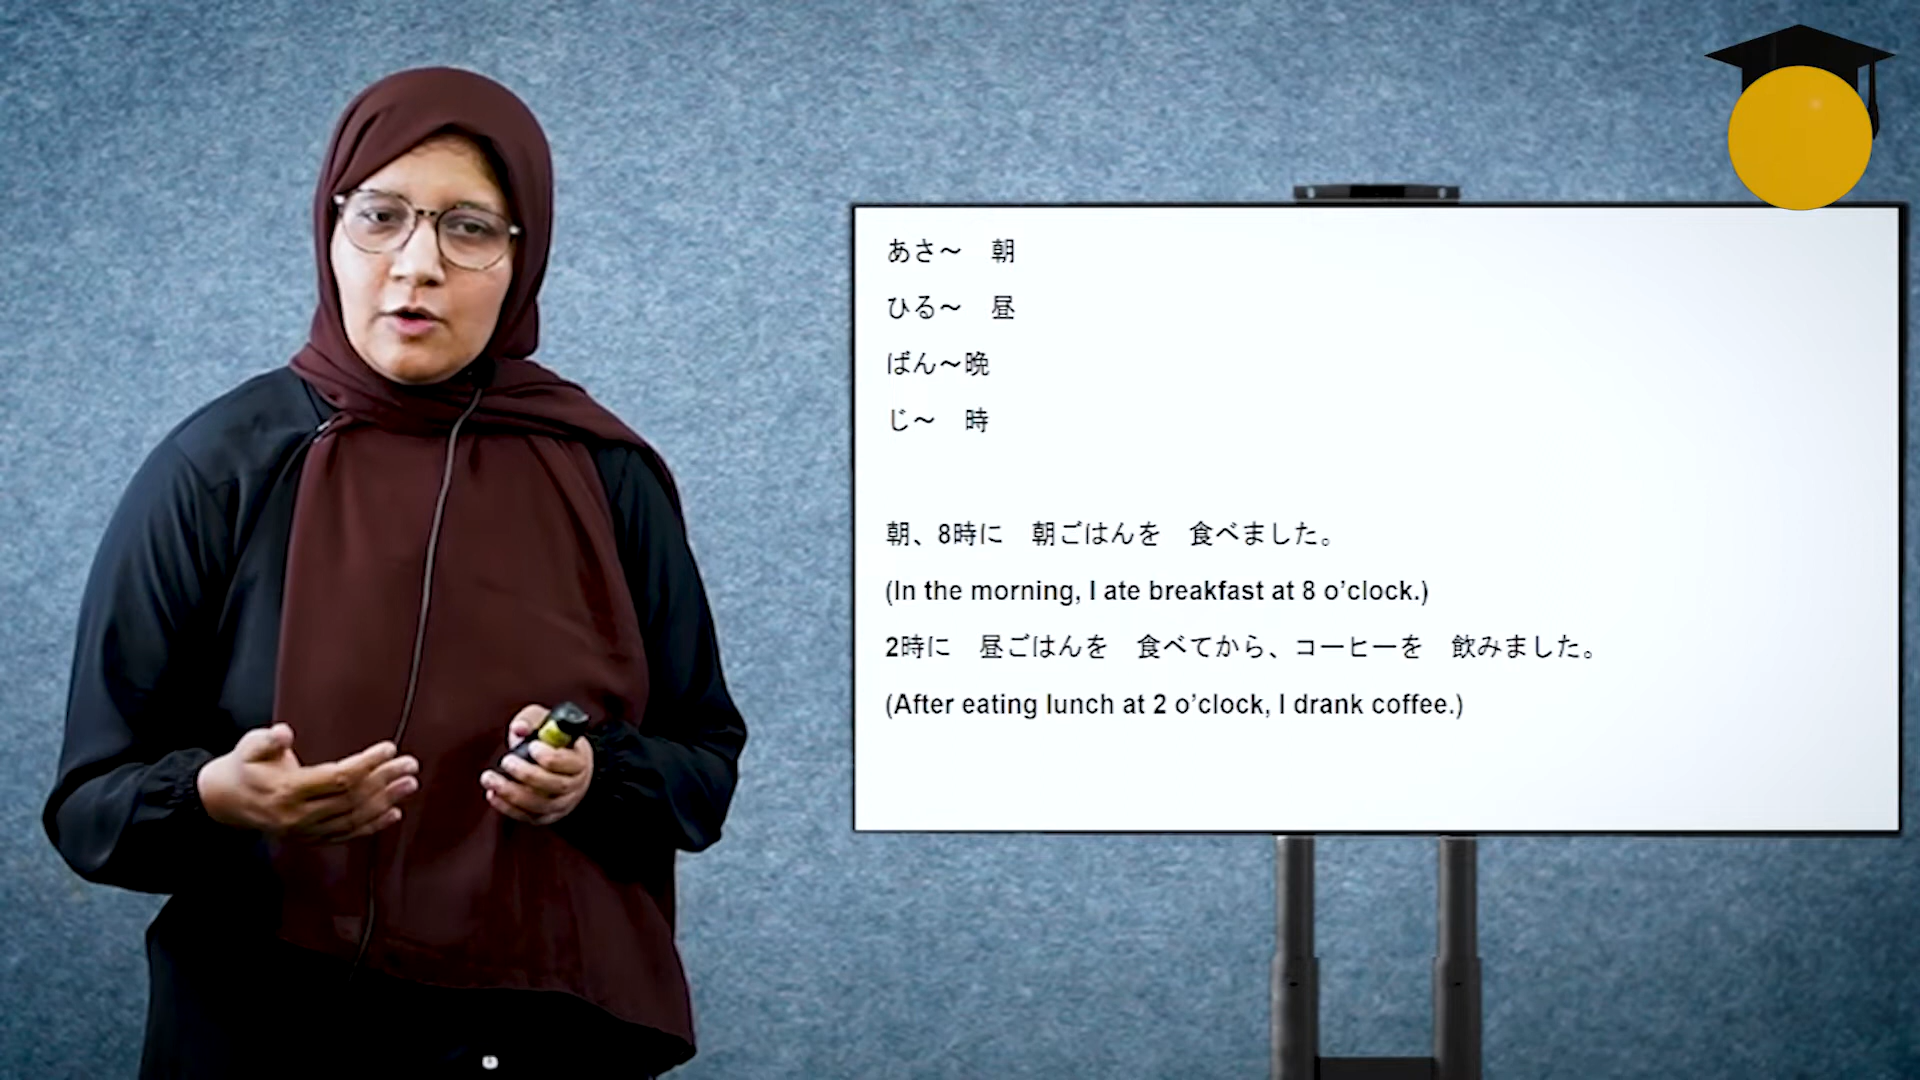 あさ～　朝
ひる～　昼
ばん～晩
じ～　時
朝、8時に　朝ごはんを　食べました。
(In the morning, I ate breakfast at 8 o’clock.)
2時に　昼ごはんを　食べてから、コーヒーを　飲みました。
(After eating lunch at 2 o’clock, I drank coffee.)